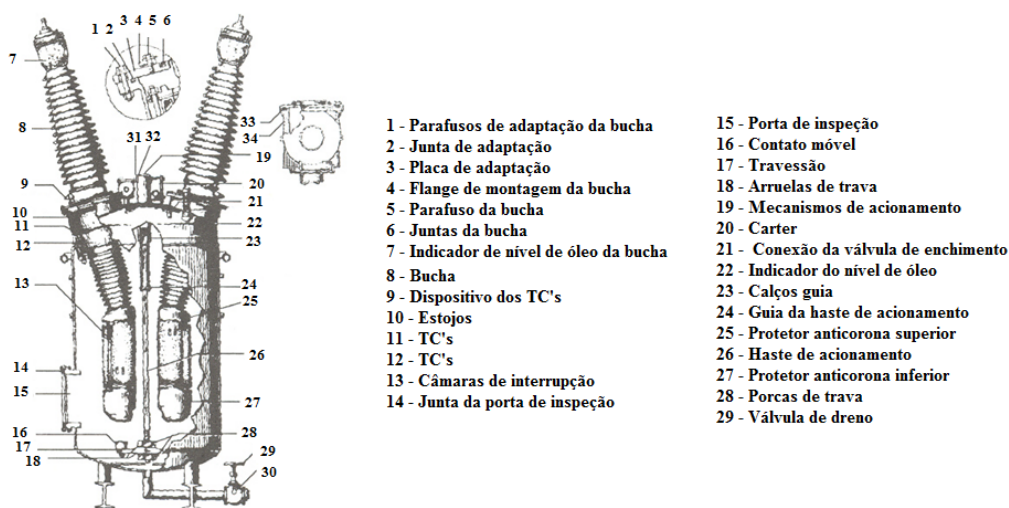 1 2 3 4 5 6
7
8
9
10
11
12
13
14
15
16
17
18
31 32
19
20
21
22
23
24
25
26
27
28
29
30
33
34
1 - Parafusos de adaptação da bucha
2 - Junta de adaptação
3 - Placa de adaptação
4 - Flange de montagem da bucha
5 - Parafuso da bucha
6 - Juntas da bucha
7 - Indicador de nível de óleo da bucha
8 - Bucha
9 - Dispositivo dos TC's
10 - Estojos
11 - TC's
12 - TC's
13 - Câmaras de interrupção
14 - Junta da porta de inspeção
15 - Porta de inspeção
16 - Contato móvel
17 - Travessão
18 - Arruelas de trava
19 - Mecanismos de acionamento
20 - Carter
21 - Conexão da válvula de enchimento
22 - Indicador do nível de óleo
23 - Calços guia
24 - Guia da haste de acionamento
25 - Protetor anticorona superior
26 - Haste de acionamento
27 - Protetor anticorona inferior
28 - Porcas de trava
29 - Válvula de dreno